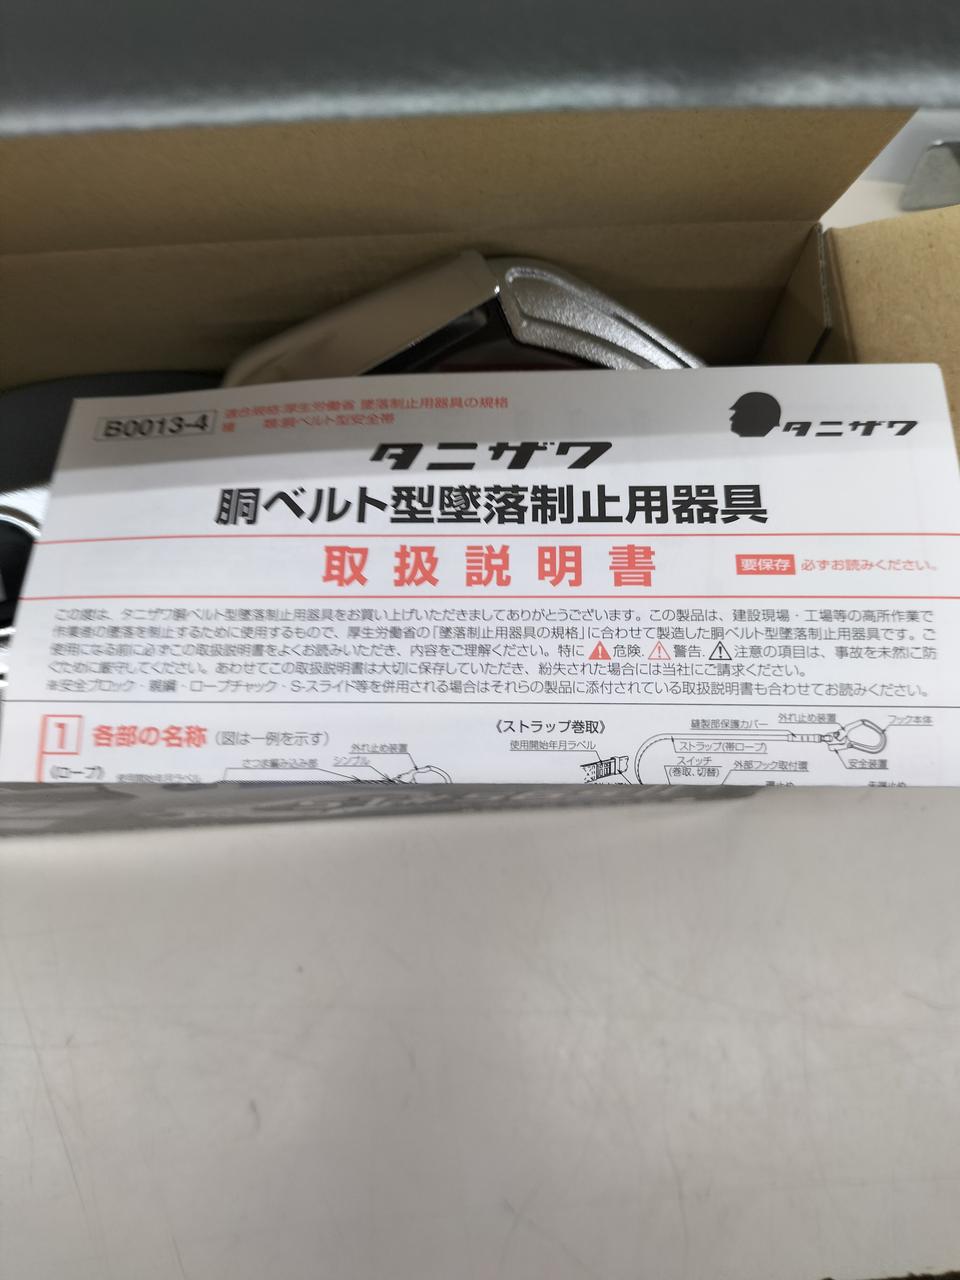 B0013-4
適合規格:厚生労働省 墜落制止用器具の規格
種 類:胴ベルト型安全帯
タニザワ
タニザワ
胴ベルト型墜落制止用器具
取扱説明書
要保存 必ずお読みください。
この度は、タニザワ胴ベルト型墜落制止用器具をお買い上げいただきましてありがとうございます。この製品は、建設現場・工場等の高所作業で
作業者の墜落を制止するために使用するもので、厚生労働省の「墜落制止用器具の規格」に合わせて製造した胴ベルト型墜落制止用器具です。ご
使用になる前に必ずこの取扱説明書をよくお読みいただき、内容をご理解ください。特に⚠危険、⚠警告、⚠注意の項目は、事故を未然に防
ぐために厳守してください。あわせてこの取扱説明書は大切に保存していただき、紛失された場合には当社にご請求ください。
※安全ブロック・親綱・ロープチャック・S-スライド等を併用される場合はそれらの製品に添付されている取扱説明書も合わせてお読みください。
1 各部の名称(図は一例を示す)
《ロープ》
使用開始年月ラベル
さつま編み込み部
シンブル
外れ止め装置
《ストラップ巻取》
使用開始年月ラベル
縫製部保護カバー
外れ止め装置
フック本体
ストラップ(帯ロープ)
スイッチ
(巻取、切替)
外部フック取付環
安全装置